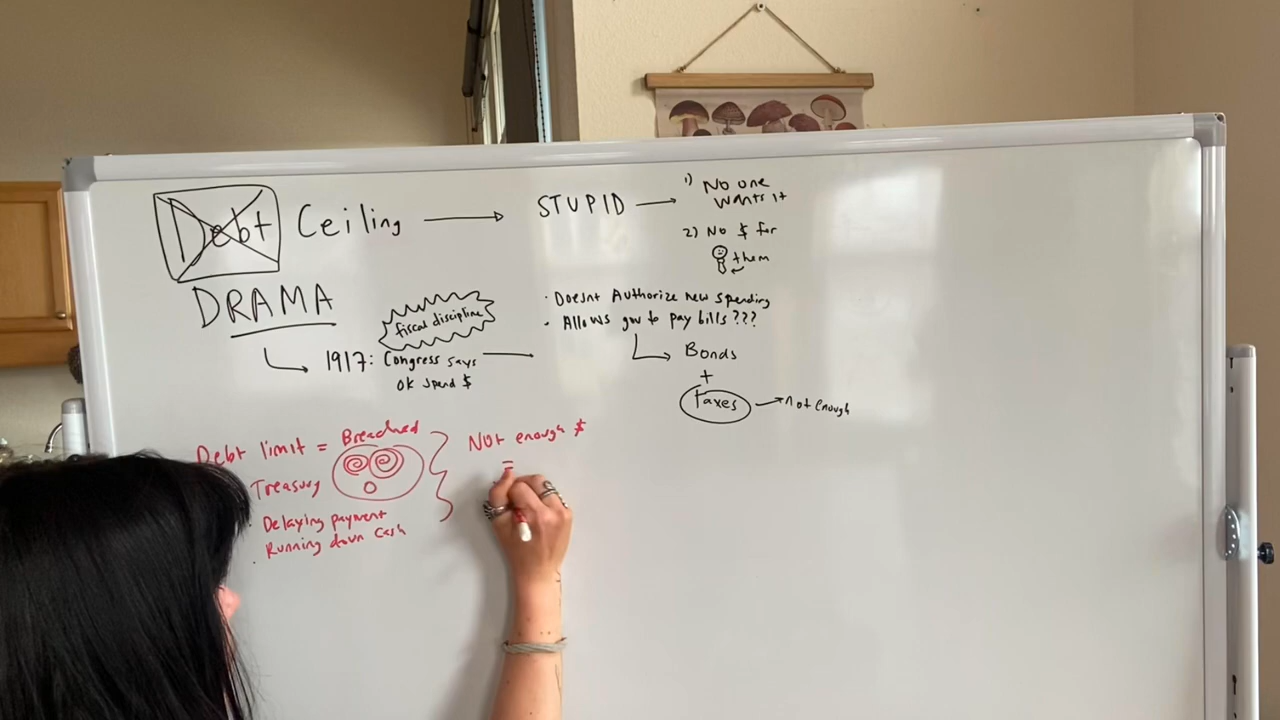 Debt Ceiling
STUPID
1) No one
wants it
2) No $ for
them
DRAMA
fiscal discipline
1917: Congress says
OK spend $
· Doesnt Authorize new spending
· Allows gov to pay bills???
Bonds
+
taxes
not enough
Debt limit = Breached
Treasury
· Delaying payment
· Running down cash
Not enough $
=